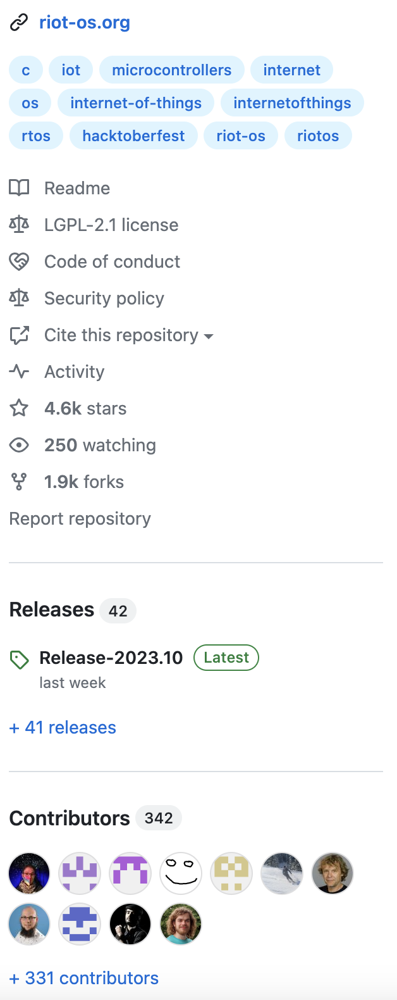 riot-os.org
c iot microcontrollers internet
os internet-of-things internetofthings
rtos hacktoberfest riot-os riotos
Readme
LGPL-2.1 license
Code of conduct
Security policy
Cite this repository
Activity
4.6k stars
250 watching
1.9k forks
Report repository
Releases 42
Release-2023.10 Latest
last week
+ 41 releases
Contributors 342
+ 331 contributors